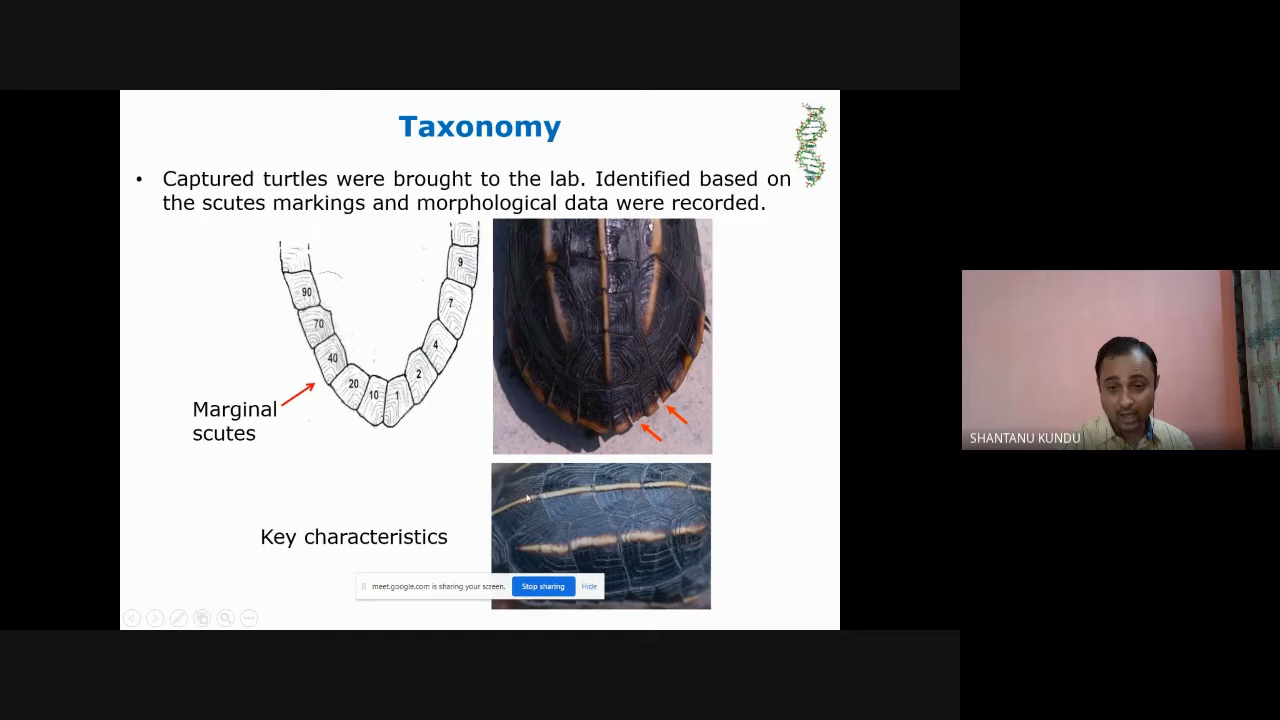 Taxonomy
• Captured turtles were brought to the lab. Identified based on
the scutes markings and morphological data were recorded.
9
90
7
70
4
40
2
20
10
1
Marginal
scutes
Key characteristics
meet.google.com is sharing your screen. Stop sharing Hide
SHANTANU KUNDU